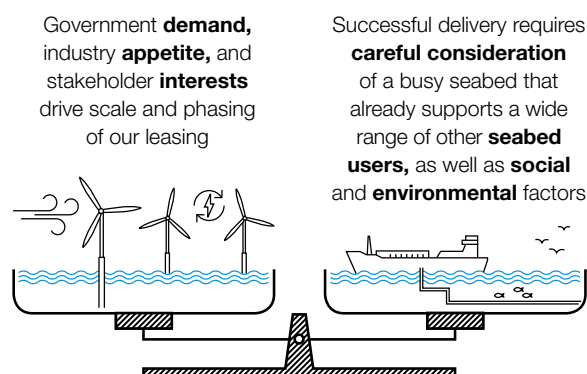 Government demand,
industry appetite, and
stakeholder interests
drive scale and phasing
of our leasing
Successful delivery requires
careful consideration
of a busy seabed that
already supports a wide
range of other seabed
users, as well as social
and environmental factors